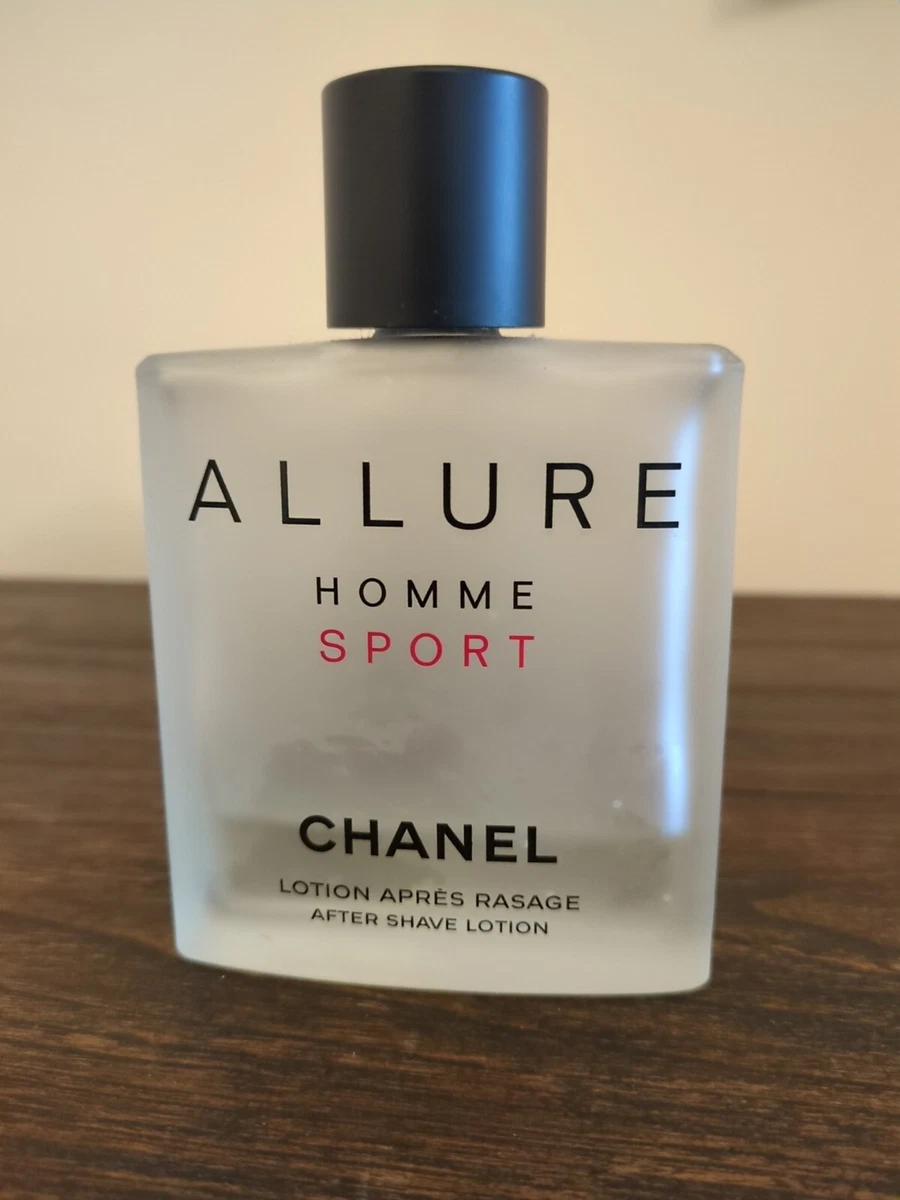 ALLURE
HOMME
SPORT
CHANEL
LOTION APRÈS RASAGE
AFTER SHAVE LOTION